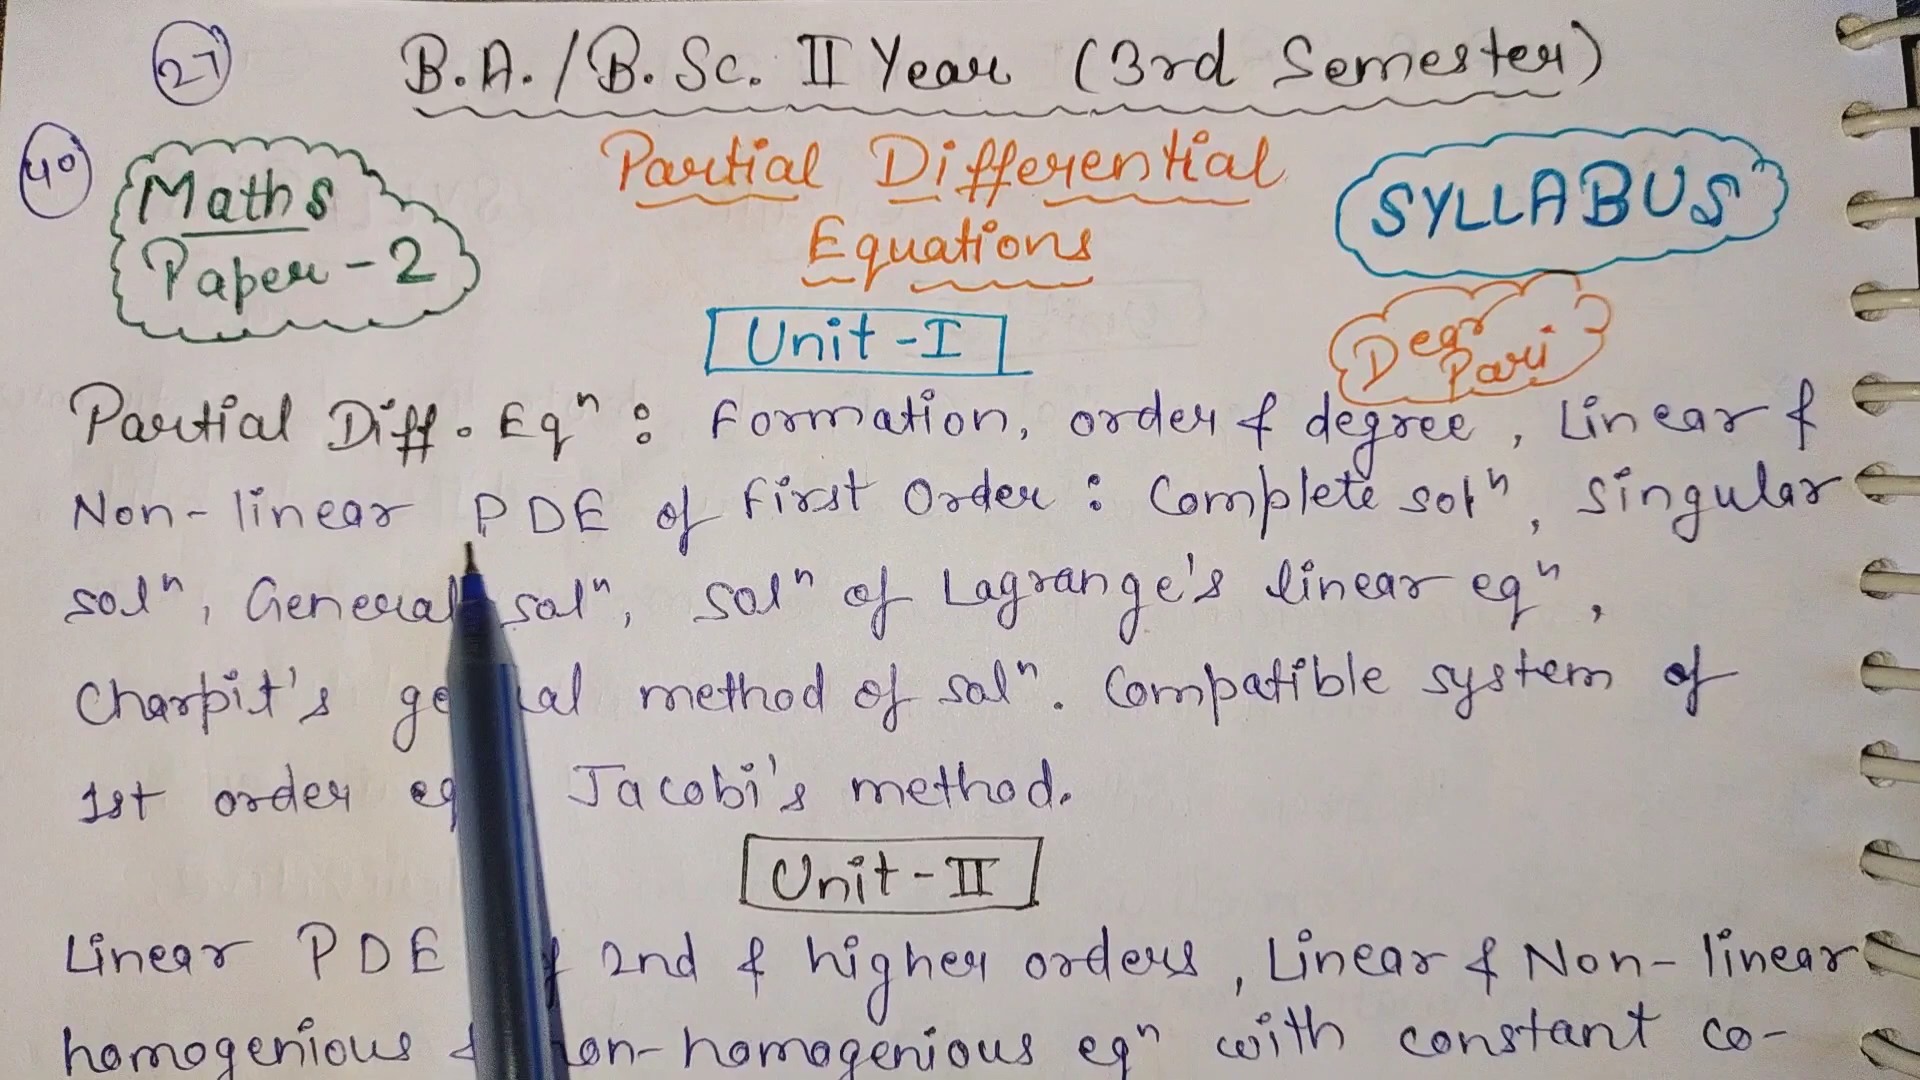 27
B.A./B.Sc. II Year (3rd Semester)
40
Maths
Paper-2
Partial Differential
Equations
SYLLABUS
Dear
Pari
Unit-I
Partial Diff. Eqⁿ : Formation, order & degree, Linear &
Non-linear PDE of First Order : Complete solⁿ, Singular
solⁿ, General solⁿ, solⁿ of Lagrange's linear eqⁿ,
Charpit's method of solⁿ. Compatible system of
1st order Jacobi's method.
Unit-II
Linear PDE 2nd & higher orders, Linear & Non-linear
homogenious non-homogenious eqⁿ with constant co-